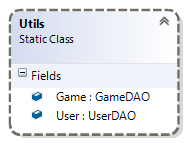 Utils
Static Class
Fields
Game : GameDAO
User : UserDAO